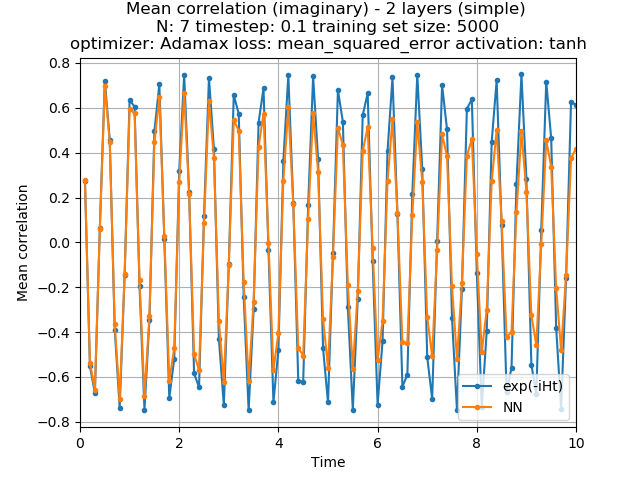 Mean correlation (imaginary) - 2 layers (simple)
N: 7 timestep: 0.1 training set size: 5000
optimizer: Adamax loss: mean_squared_error activation: tanh
0.8
0.6
0.4
0.2
0.0
−0.2
−0.4
−0.6
−0.8
Mean correlation
0
2
4
6
8
10
Time
exp(-iHt)
NN